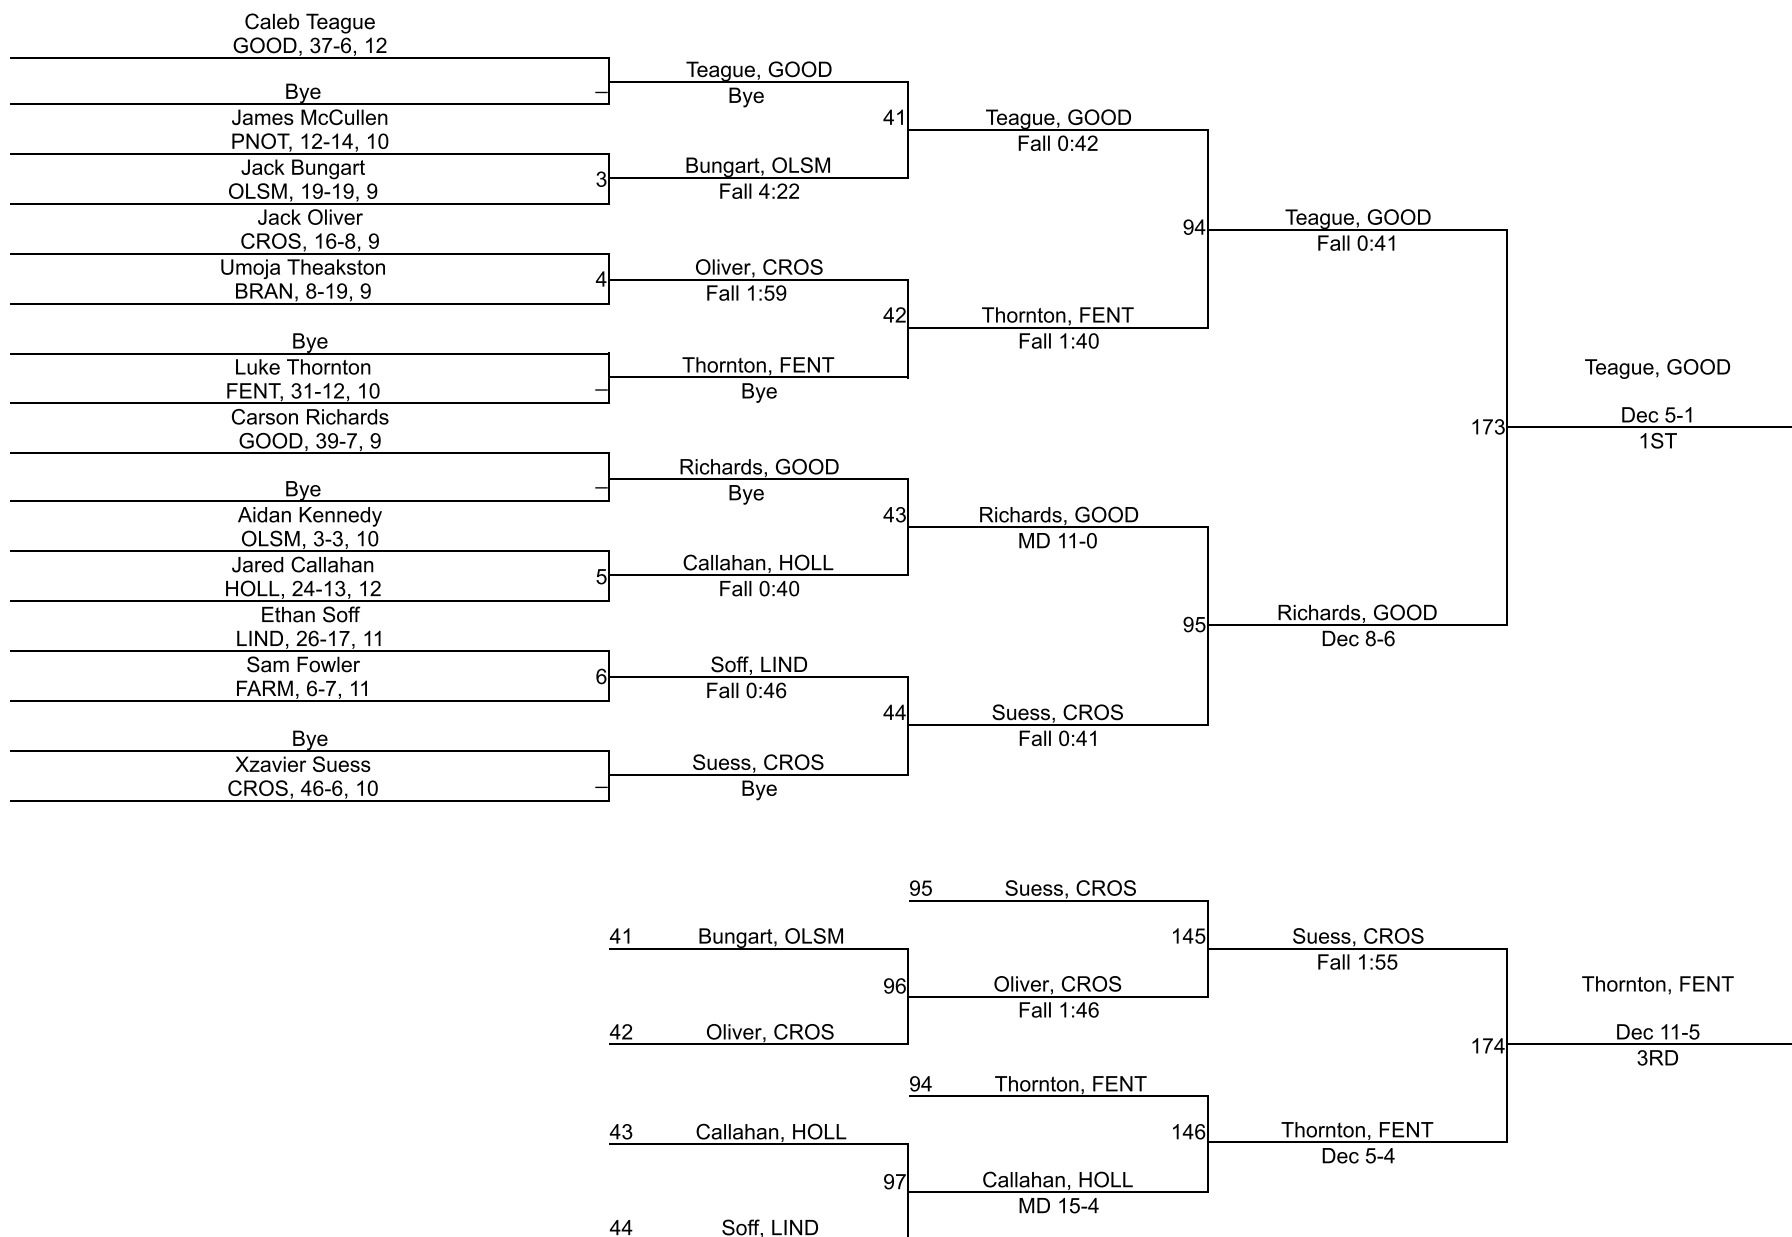 Caleb Teague
GOOD, 37-6, 12
Bye
James McCullen
PNOT, 12-14, 10
Jack Bungart
OLSM, 19-19, 9
Jack Oliver
CROS, 16-8, 9
Umoja Theakston
BRAN, 8-19, 9
Bye
Luke Thornton
FENT, 31-12, 10
Carson Richards
GOOD, 39-7, 9
Bye
Aidan Kennedy
OLSM, 3-3, 10
Jared Callahan
HOLL, 24-13, 12
Ethan Soff
LIND, 26-17, 11
Sam Fowler
FARM, 6-7, 11
Bye
Xzavier Suess
CROS, 46-6, 10
–
3
4
–
–
5
6
–
Teague, GOOD
Bye
Bungart, OLSM
Fall 4:22
Oliver, CROS
Fall 1:59
Thornton, FENT
Bye
Richards, GOOD
Bye
Callahan, HOLL
Fall 0:40
Soff, LIND
Fall 0:46
Suess, CROS
Bye
41
42
43
44
Teague, GOOD
Fall 0:42
Thornton, FENT
Fall 1:40
Richards, GOOD
MD 11-0
Suess, CROS
Fall 0:41
94
95
Teague, GOOD
Fall 0:41
Richards, GOOD
Dec 8-6
173
Teague, GOOD
Dec 5-1
1ST
41 Bungart, OLSM
42 Oliver, CROS
43 Callahan, HOLL
44 Soff, LIND
96
97
95 Suess, CROS
Oliver, CROS
Fall 1:46
94 Thornton, FENT
Callahan, HOLL
MD 15-4
145
146
Suess, CROS
Fall 1:55
Thornton, FENT
Dec 5-4
174
Thornton, FENT
Dec 11-5
3RD